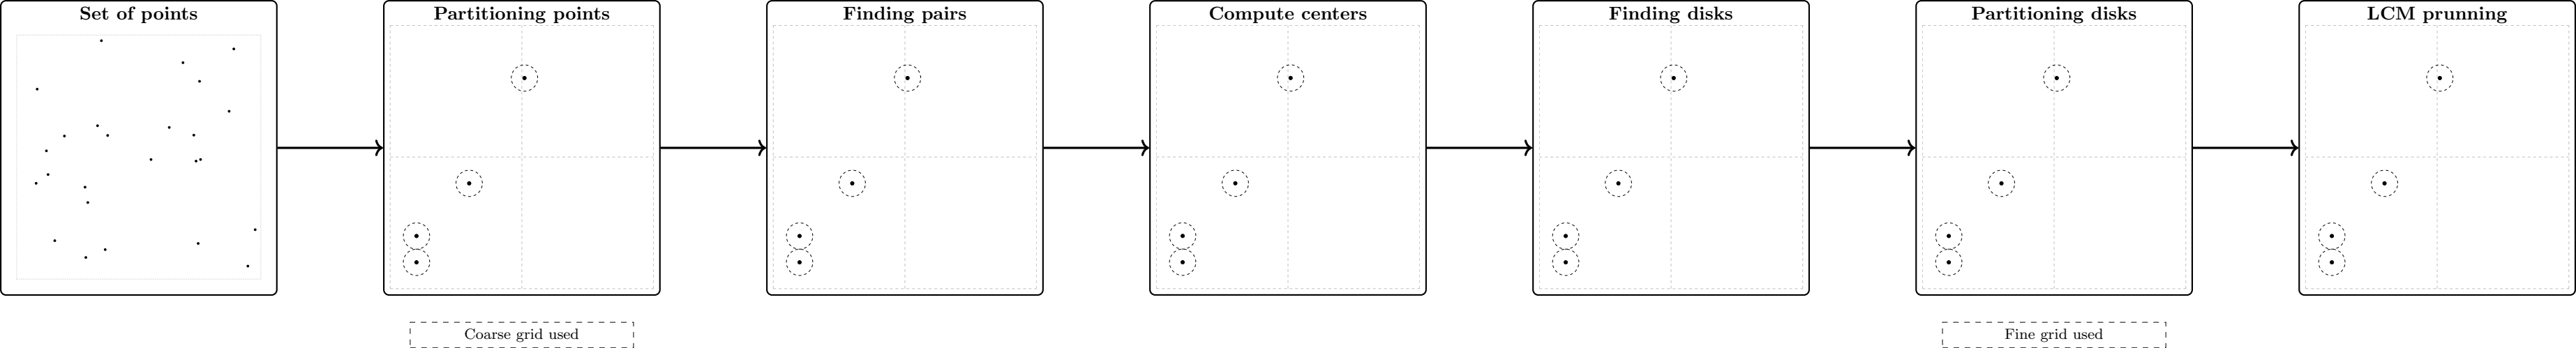 Set of points
Partitioning points
Finding pairs
Compute centers
Finding disks
Partitioning disks
LCM prunning
Coarse grid used
Fine grid used